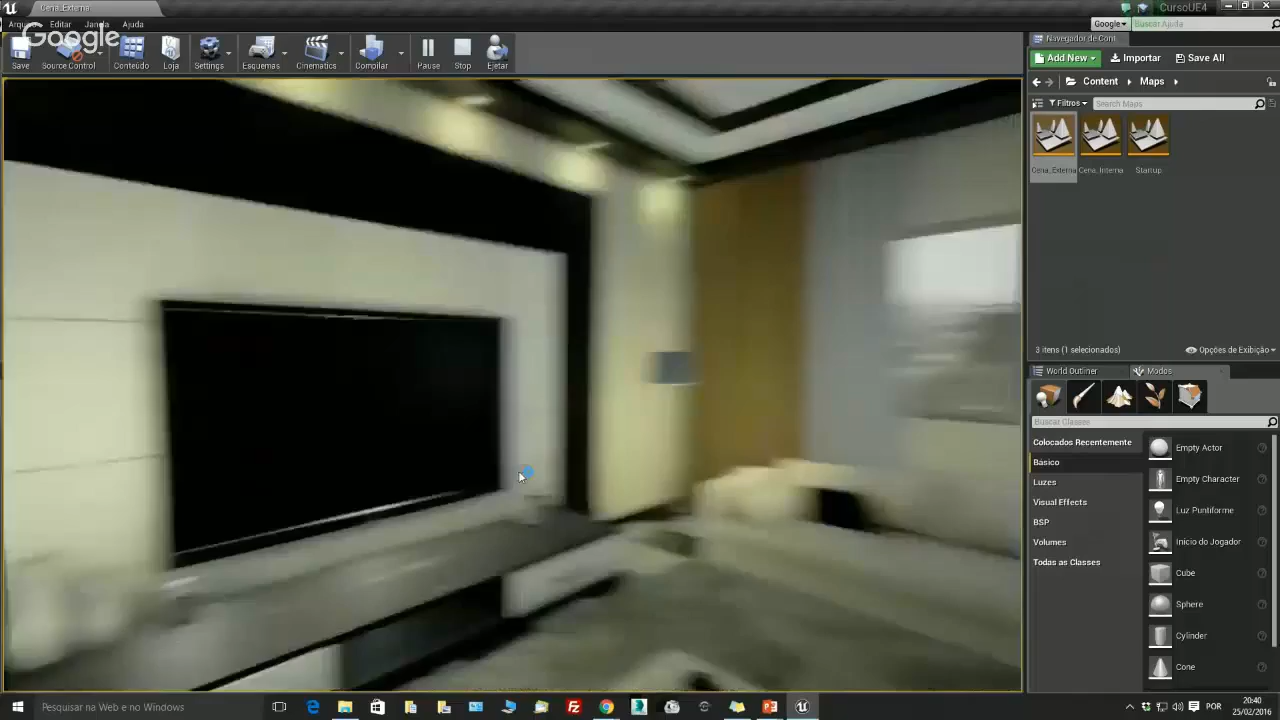 Cena_Externa
CursoUE4
Editar
Janela
Ajuda
Google
Buscar Ajuda
Google
Save
Source Control
Conteúdo
Loja
Settings
Esquemas
Cinematics
Compilar
Pause
Stop
Ejetar
Navegador de Cont
Add New
Importar
Save All
Content
Maps
Filtros
Search Maps
Cena_Externa
Cena_Interna
Startup
3 itens (1 selecionados)
Opções de Exibição
World Outliner
Modos
Buscar Classes
Colocados Recentemente
Básico
Luzes
Visual Effects
BSP
Volumes
Todas as Classes
Empty Actor
Empty Character
Luz Puntiforme
Início do Jogador
Cube
Sphere
Cylinder
Cone
Pesquisar na Web e no Windows
POR
20:40
25/02/2016